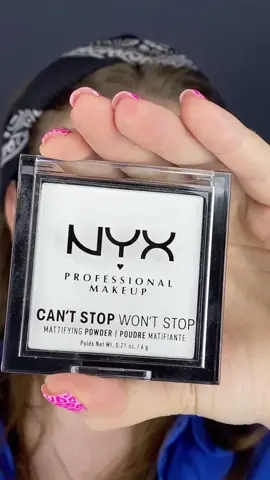 NYX
PROFESSIONAL
MAKEUP
CAN'T STOP WON'T STOP
MATTIFYING POWDER | POUDRE MATIFIANTE
Poids Net Wt. 0.21 oz. / 6 g